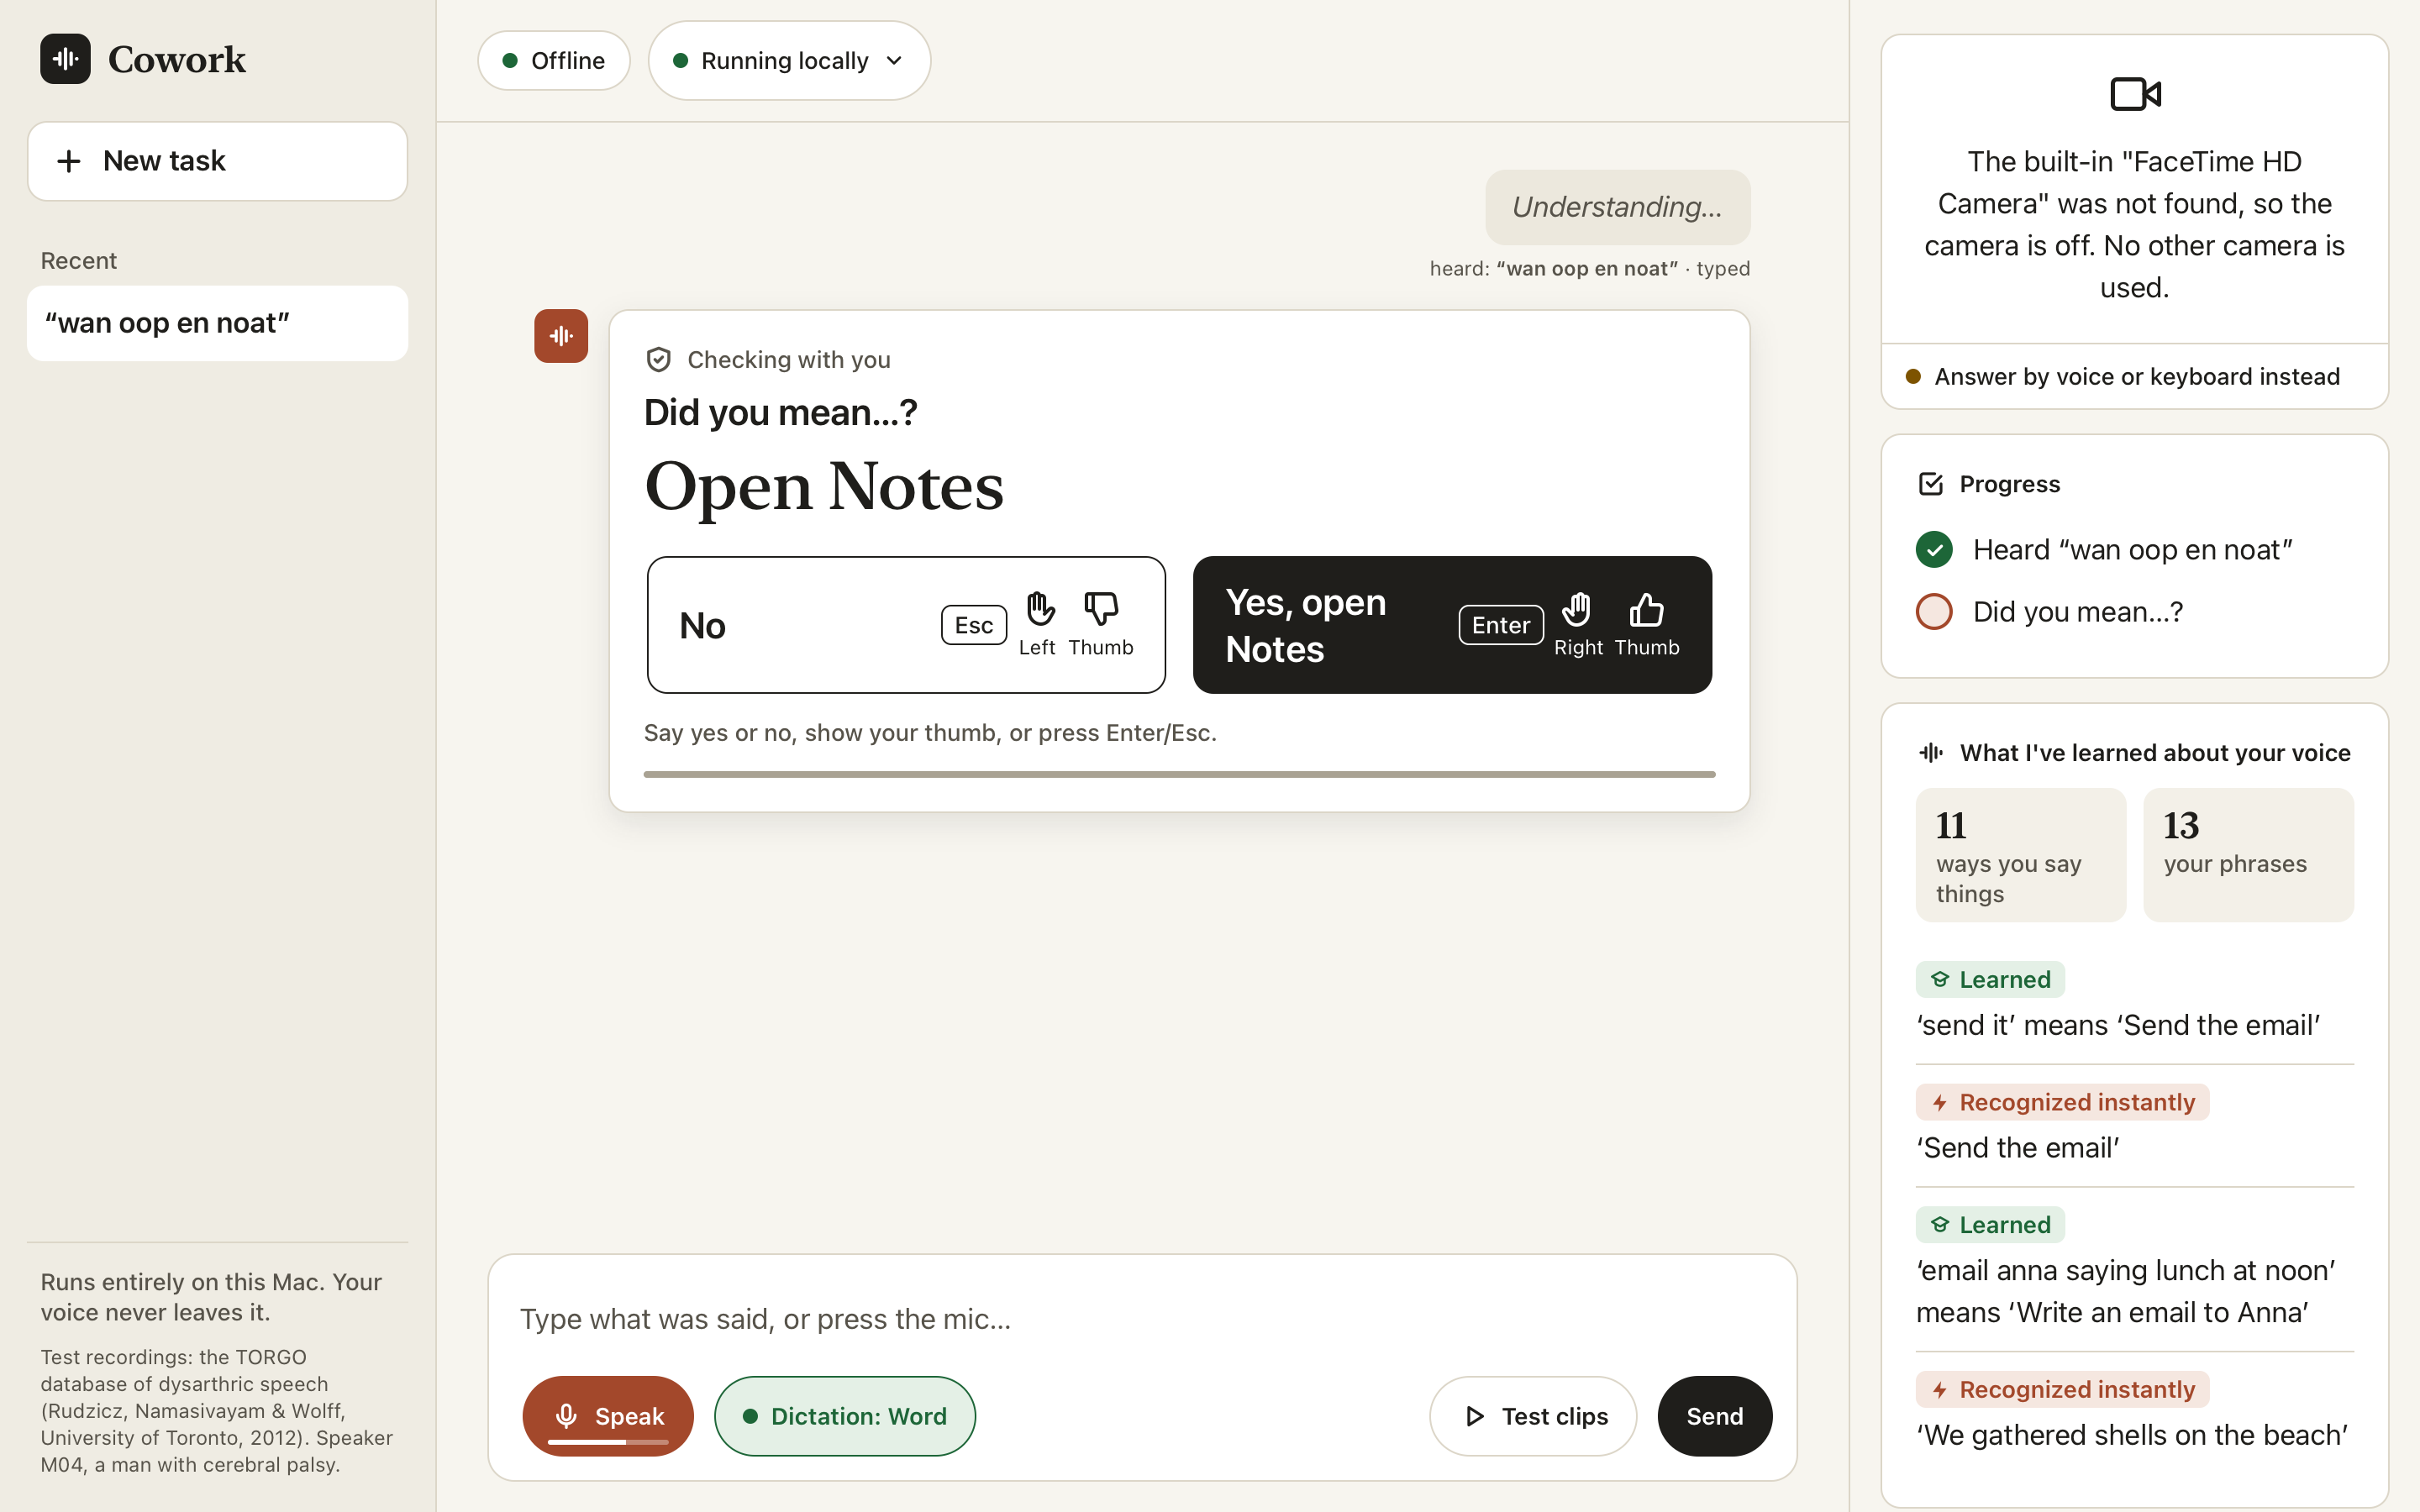 Cowork
New task
Recent
“wan oop en noat”
Runs entirely on this Mac. Your
voice never leaves it.
Test recordings: the TORGO
database of dysarthric speech
(Rudzicz, Namasivayam & Wolff,
University of Toronto, 2012). Speaker
M04, a man with cerebral palsy.
Offline
Running locally
Understanding…
heard: “wan oop en noat” · typed
Checking with you
Did you mean…?
Open Notes
No
Esc
Left
Thumb
Yes, open
Notes
Enter
Right
Thumb
Say yes or no, show your thumb, or press Enter/Esc.
Type what was said, or press the mic…
Speak
Dictation: Word
Test clips
Send
The built-in "FaceTime HD
Camera" was not found, so the
camera is off. No other camera is
used.
Answer by voice or keyboard instead
Progress
Heard “wan oop en noat”
Did you mean…?
What I've learned about your voice
11
ways you say
things
13
your phrases
Learned
‘send it’ means ‘Send the email’
Recognized instantly
‘Send the email’
Learned
‘email anna saying lunch at noon’
means ‘Write an email to Anna’
Recognized instantly
‘We gathered shells on the beach’